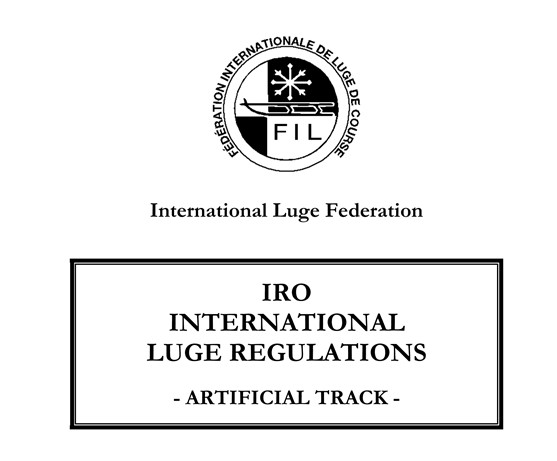 FÉDÉRATION INTERNATIONALE DE LUGE DE COURSE
FIL
International Luge Federation
IRO
INTERNATIONAL
LUGE REGULATIONS
- ARTIFICIAL TRACK -